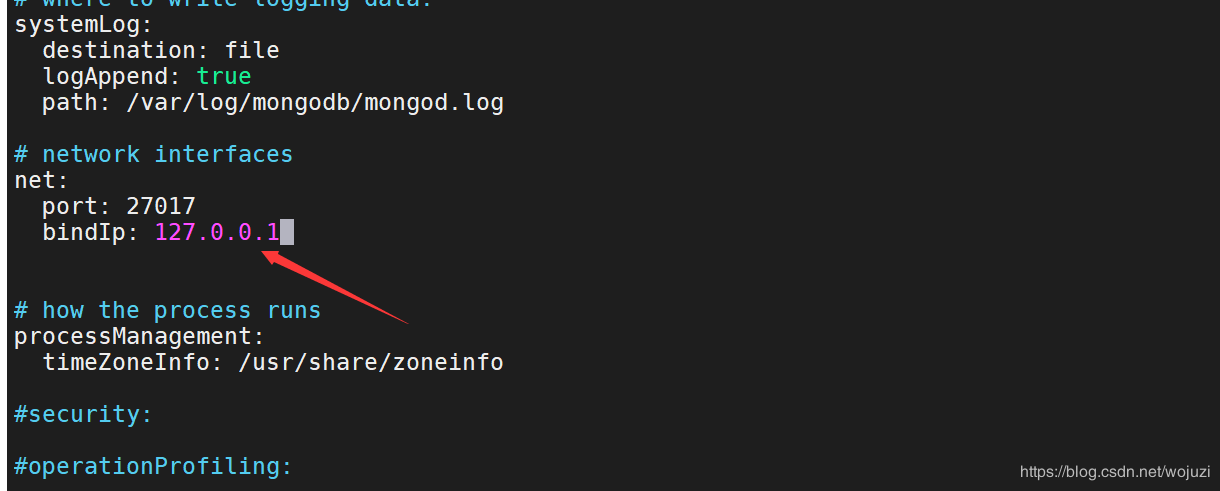 # where to write logging data.
systemLog:
  destination: file
  logAppend: true
  path: /var/log/mongodb/mongod.log
# network interfaces
net:
  port: 27017
  bindIp: 127.0.0.1
# how the process runs
processManagement:
  timeZoneInfo: /usr/share/zoneinfo
#security:
#operationProfiling:
https://blog.csdn.net/wojuzi